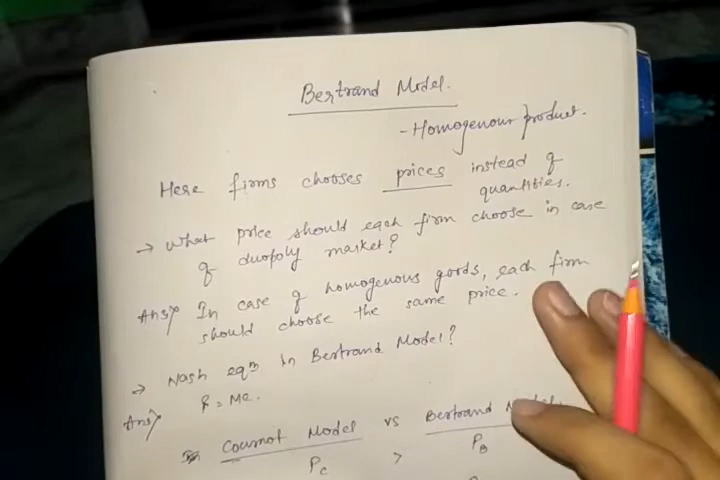 Bertrand Model.
- Homogenous product.
Here firms chooses prices instead of
quantities.
→ What price should each firm choose in case
of duopoly market?
Ans) In case of homogenous goods, each firm
should choose the same price.
→ Nash eqm in Bertrand Model?
Ans) P = MC.
Cournot Model vs Bertrand Model.
Pc > PB